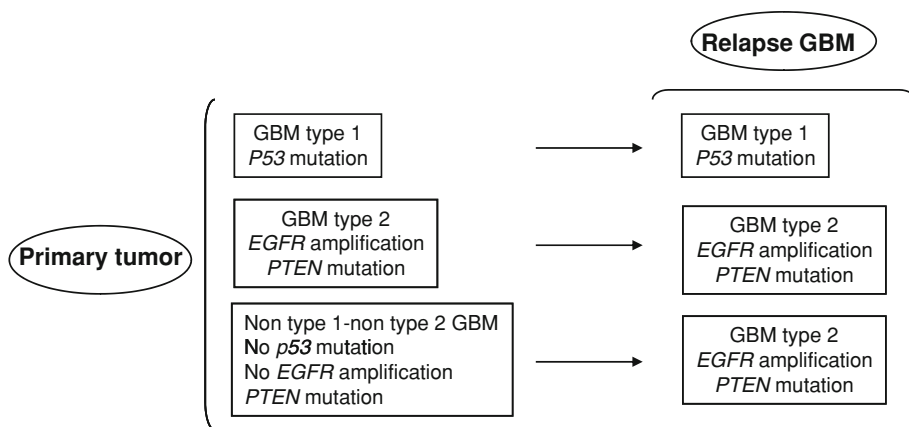 Relapse GBM
Primary tumor
GBM type 1
P53 mutation
GBM type 1
P53 mutation
GBM type 2
EGFR amplification
PTEN mutation
GBM type 2
EGFR amplification
PTEN mutation
Non type 1-non type 2 GBM
No p53 mutation
No EGFR amplification
PTEN mutation
GBM type 2
EGFR amplification
PTEN mutation